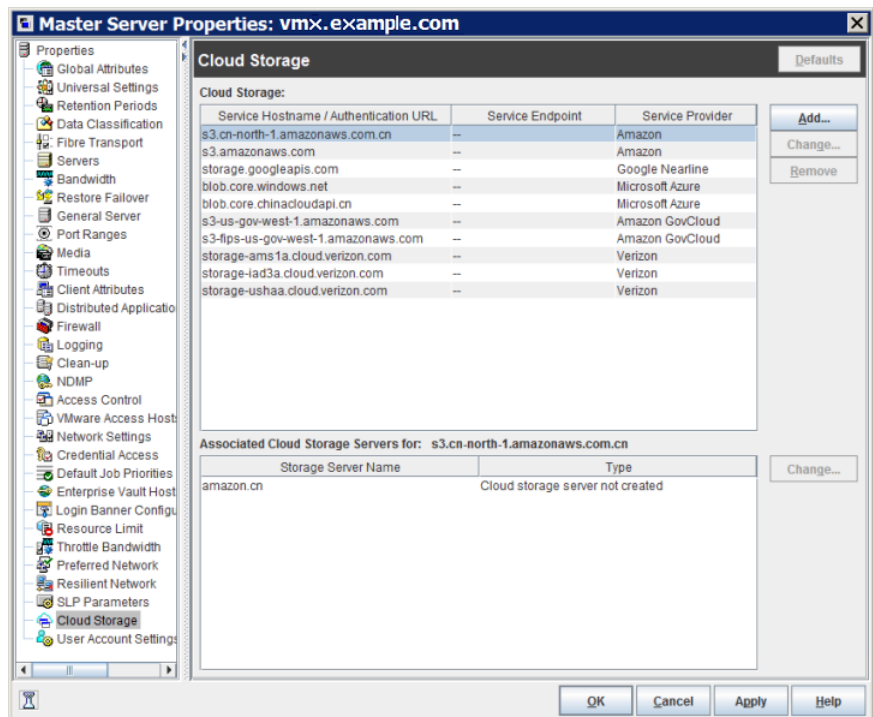 Master Server Properties: vmx.example.com
Properties
Global Attributes
Universal Settings
Retention Periods
Data Classification
Fibre Transport
Servers
Bandwidth
Restore Failover
General Server
Port Ranges
Media
Timeouts
Client Attributes
Distributed Applicatio
Firewall
Logging
Clean-up
NDMP
Access Control
VMware Access Hosts
Network Settings
Credential Access
Default Job Priorities
Enterprise Vault Host
Login Banner Configu
Resource Limit
Throttle Bandwidth
Preferred Network
Resilient Network
SLP Parameters
Cloud Storage
User Account Settings
Cloud Storage
Defaults
Cloud Storage:
Service Hostname / Authentication URL Service Endpoint Service Provider
s3.cn-north-1.amazonaws.com.cn -- Amazon
s3.amazonaws.com -- Amazon
storage.googleapis.com -- Google Nearline
blob.core.windows.net -- Microsoft Azure
blob.core.chinacloudapi.cn -- Microsoft Azure
s3-us-gov-west-1.amazonaws.com -- Amazon GovCloud
s3-fips-us-gov-west-1.amazonaws.com -- Amazon GovCloud
storage-ams1a.cloud.verizon.com -- Verizon
storage-iad3a.cloud.verizon.com -- Verizon
storage-ushaa.cloud.verizon.com -- Verizon
Add...
Change...
Remove
Associated Cloud Storage Servers for: s3.cn-north-1.amazonaws.com.cn
Storage Server Name Type
amazon.cn Cloud storage server not created
Change...
OK Cancel Apply Help